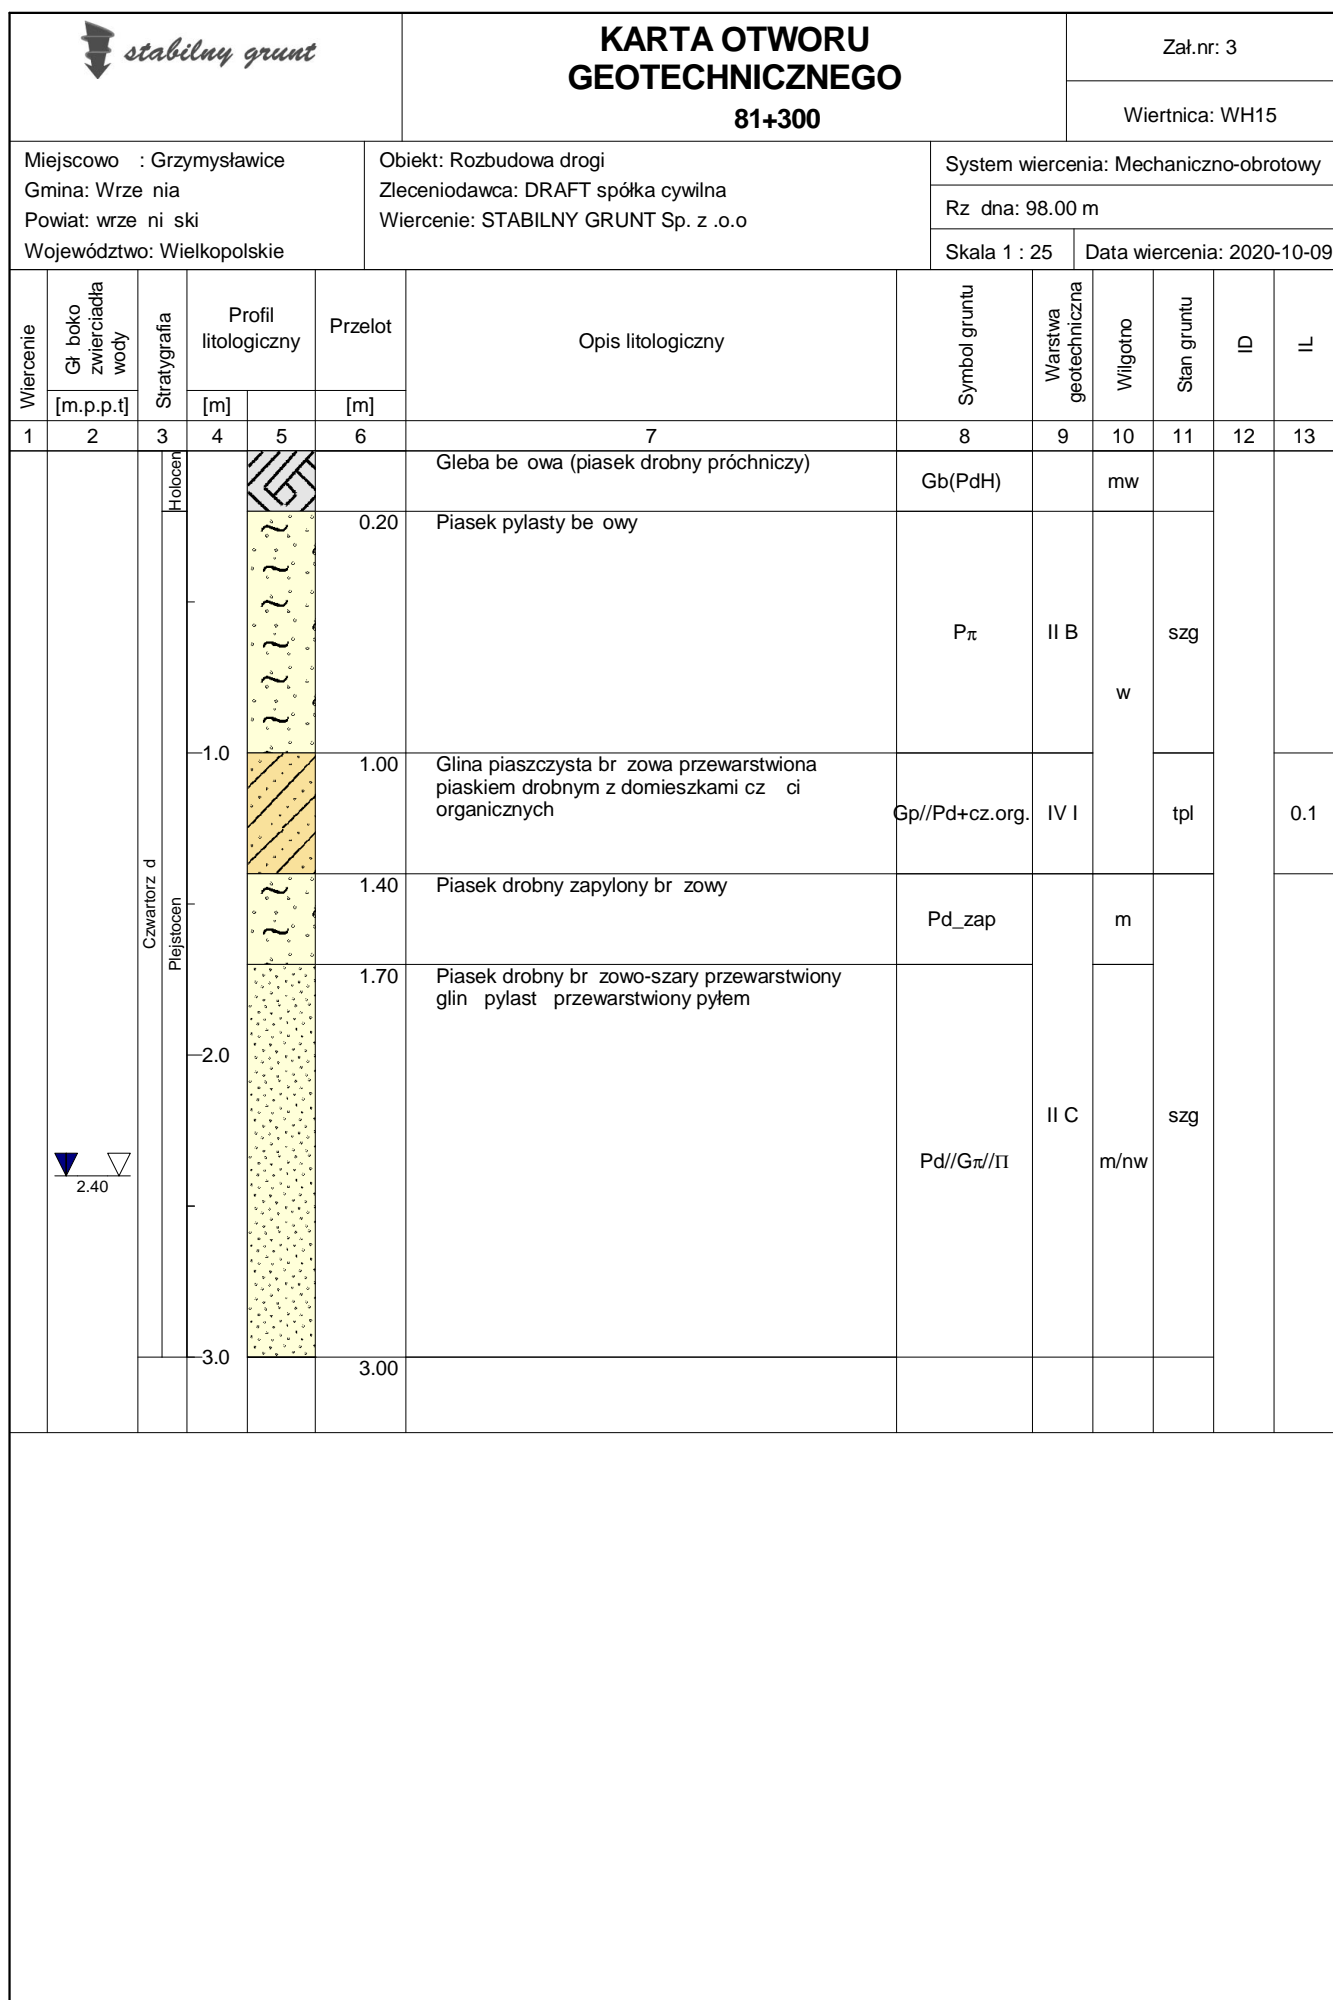 stabilny grunt
KARTA OTWORU
GEOTECHNICZNEGO
81+300
Zał.nr: 3
Wiertnica: WH15
Miejscowo : Grzymysławice
Gmina: Wrze nia
Powiat: wrze ni ski
Województwo: Wielkopolskie
Obiekt: Rozbudowa drogi
Zleceniodawca: DRAFT spółka cywilna
Wiercenie: STABILNY GRUNT Sp. z .o.o
System wiercenia: Mechaniczno-obrotowy
Rz dna: 98.00 m
Skala 1 : 25
Data wiercenia: 2020-10-09
Wiercenie
Gł boko
zwierciadła
wody
[m.p.p.t]
Stratygrafia
Profil
litologiczny
[m]
Przelot
[m]
Opis litologiczny
Symbol gruntu
Warstwa
geotechniczna
Wilgotno
Stan gruntu
ID
IL
1 2 3 4 5 6 7 8 9 10 11 12 13
Holocen
Gleba be owa (piasek drobny próchniczy)
Gb(PdH)
mw
0.20
Piasek pylasty be owy
Pπ
II B
w
szg
1.0
1.00
Glina piaszczysta br zowa przewarstwiona
piaskiem drobnym z domieszkami cz ci
organicznych
Gp//Pd+cz.org.
IV I
tpl
0.1
Czwartorz d
Plejstocen
1.40
Piasek drobny zapylony br zowy
Pd_zap
m
1.70
Piasek drobny br zowo-szary przewarstwiony
glin pylast przewarstwiony pyłem
2.0
II C
szg
Pd//Gπ//Π
m/nw
2.40
3.0
3.00